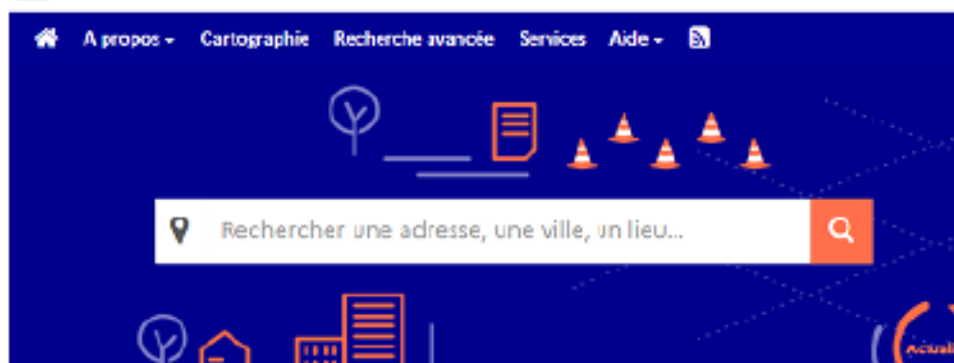 A propos Cartographie Recherche avancée Services Aide
Rechercher une adresse, une ville, un lieu...